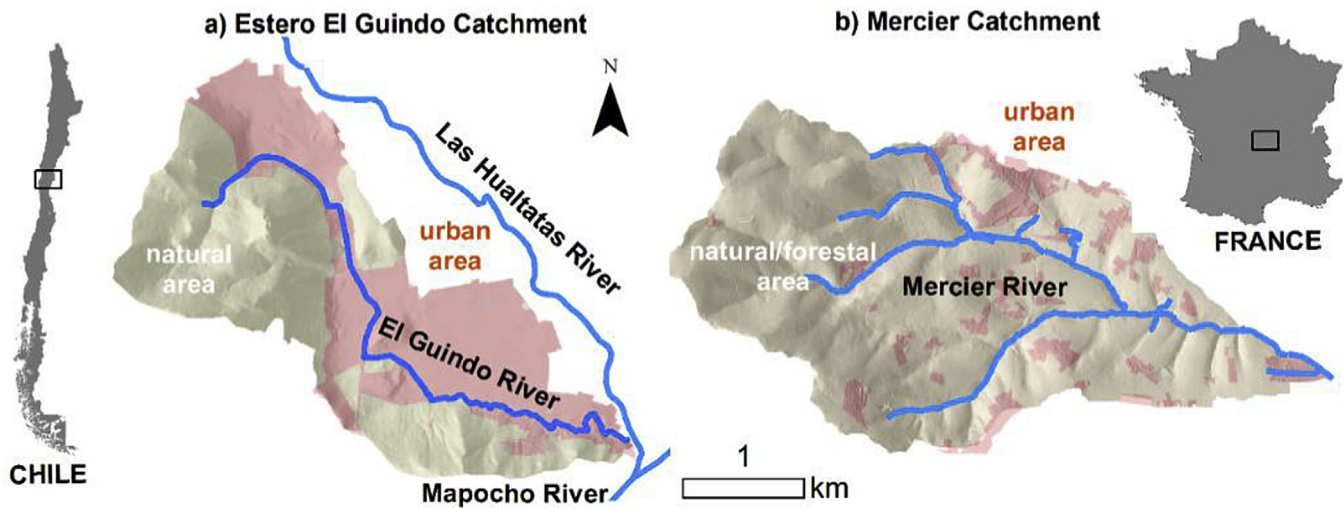 a) Estero El Guindo Catchment
N
Las Hualtatas River
urban
area
natural
area
El Guindo River
Mapocho River
CHILE
b) Mercier Catchment
urban
area
natural/forestal
area
Mercier River
FRANCE
1
km